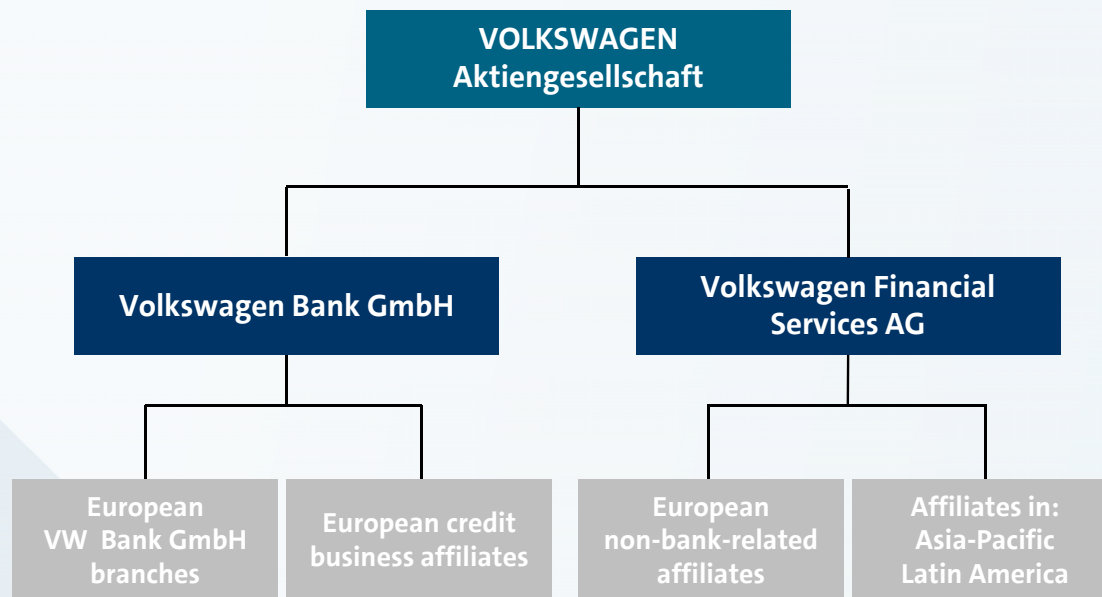 VOLKSWAGEN
Aktiengesellschaft
Volkswagen Bank GmbH
Volkswagen Financial
Services AG
European
VW Bank GmbH
branches
European credit
business affiliates
European
non-bank-related
affiliates
Affiliates in:
Asia-Pacific
Latin America